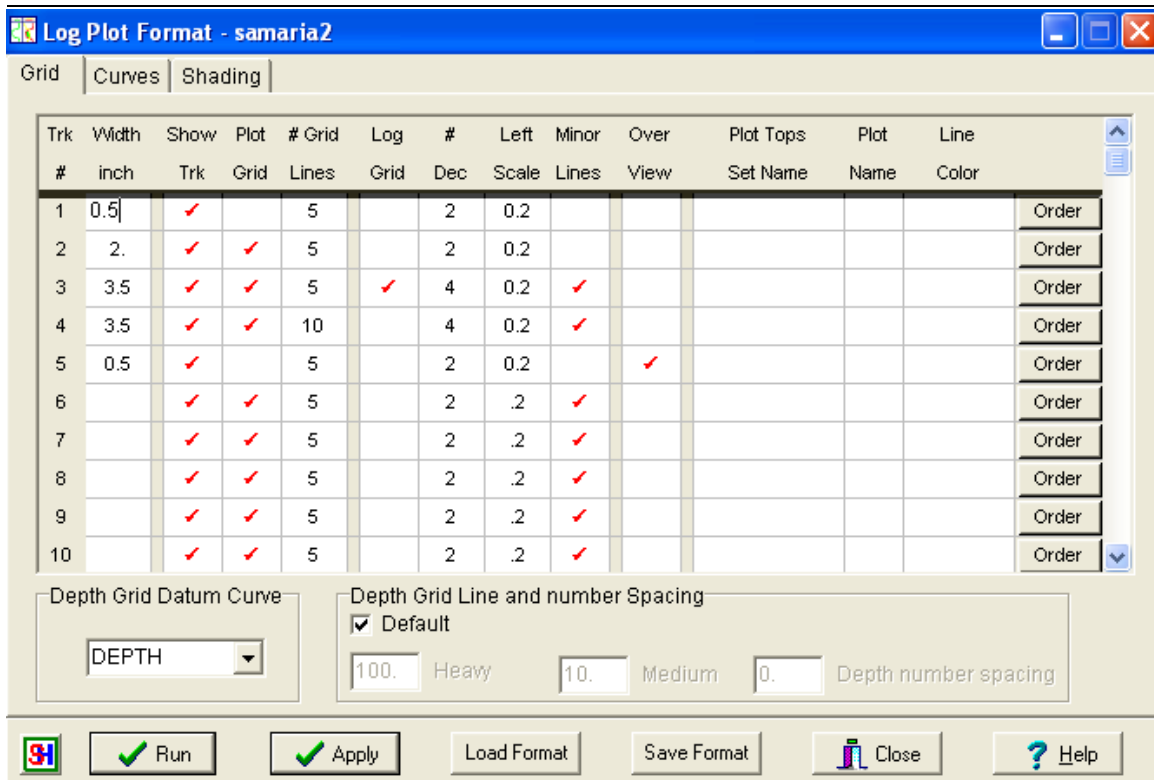 Log Plot Format - samaria2
Grid Curves Shading
Trk Width Show Plot # Grid Log # Left Minor Over Plot Tops Plot Line
# inch Trk Grid Lines Grid Dec Scale Lines View Set Name Name Color
1 0.5 5 2 0.2 Order
2 2. 5 2 0.2 Order
3 3.5 5 4 0.2 Order
4 3.5 10 4 0.2 Order
5 0.5 5 2 0.2 Order
6 5 2 .2 Order
7 5 2 .2 Order
8 5 2 .2 Order
9 5 2 .2 Order
10 5 2 .2 Order
Depth Grid Datum Curve Depth Grid Line and number Spacing
Default
DEPTH 100. Heavy 10. Medium 0. Depth number spacing
Run Apply Load Format Save Format Close Help